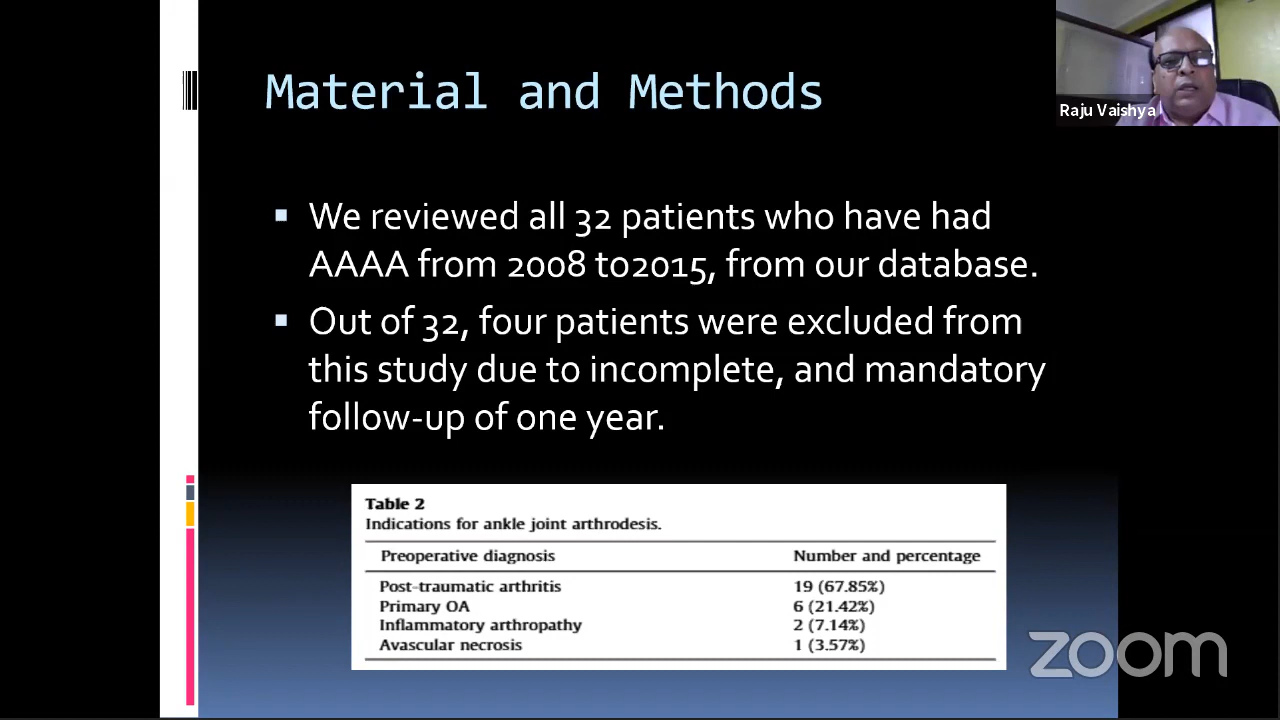 Material and Methods
Raju Vaishya
We reviewed all 32 patients who have had
AAAA from 2008 to2015, from our database.
Out of 32, four patients were excluded from
this study due to incomplete, and mandatory
follow-up of one year.
Table 2
Indications for ankle joint arthrodesis.
Preoperative diagnosis Number and percentage
Post-traumatic arthritis 19 (67.85%)
Primary OA 6 (21.42%)
Inflammatory arthropathy 2 (7.14%)
Avascular necrosis 1 (3.57%)
zoom